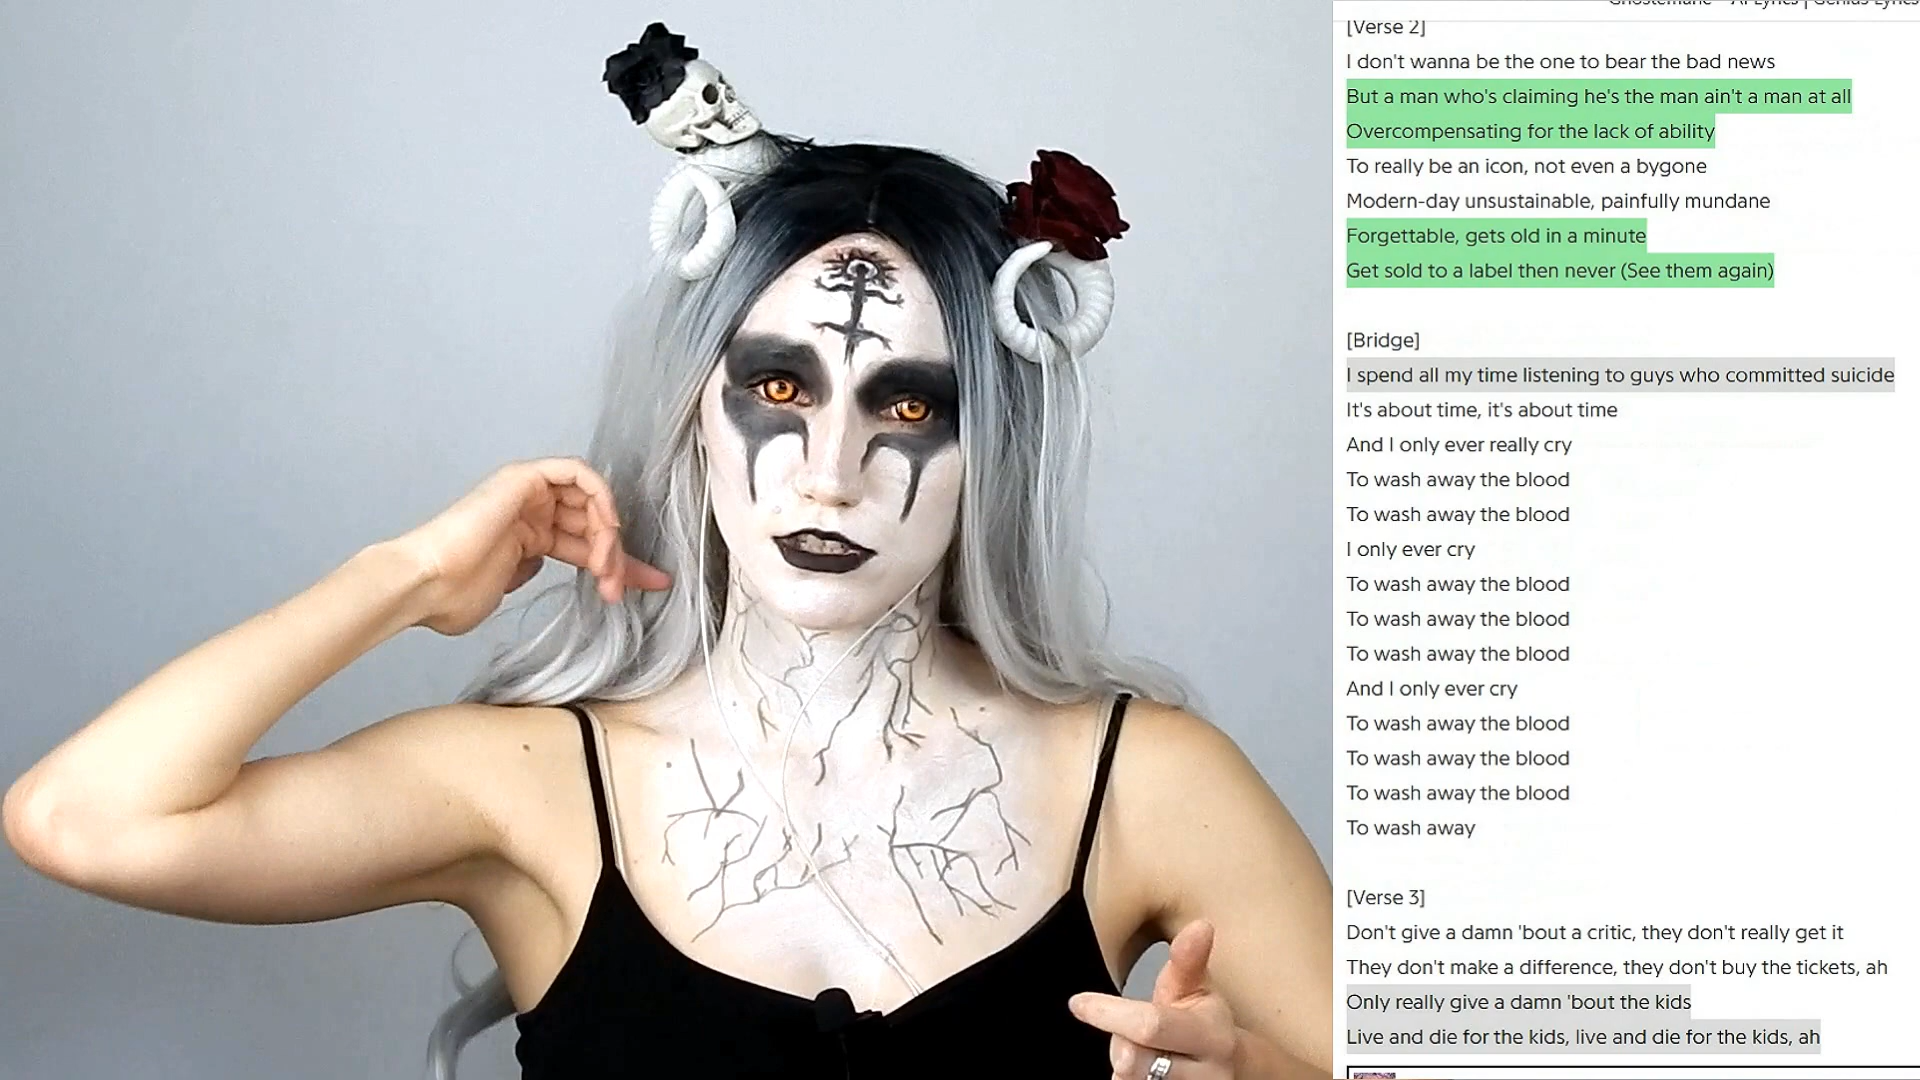 [Verse 2]
I don't wanna be the one to bear the bad news
But a man who's claiming he's the man ain't a man at all
Overcompensating for the lack of ability
To really be an icon, not even a bygone
Modern-day unsustainable, painfully mundane
Forgettable, gets old in a minute
Get sold to a label then never (See them again)
[Bridge]
I spend all my time listening to guys who committed suicide
It's about time, it's about time
And I only ever really cry
To wash away the blood
To wash away the blood
I only ever cry
To wash away the blood
To wash away the blood
To wash away the blood
And I only ever cry
To wash away the blood
To wash away the blood
To wash away the blood
To wash away
[Verse 3]
Don't give a damn 'bout a critic, they don't really get it
They don't make a difference, they don't buy the tickets, ah
Only really give a damn 'bout the kids
Live and die for the kids, live and die for the kids, ah